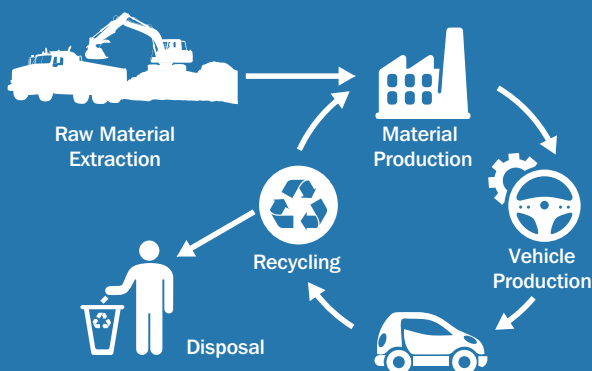 Raw Material
Extraction
Material
Production
Vehicle
Production
Recycling
Disposal